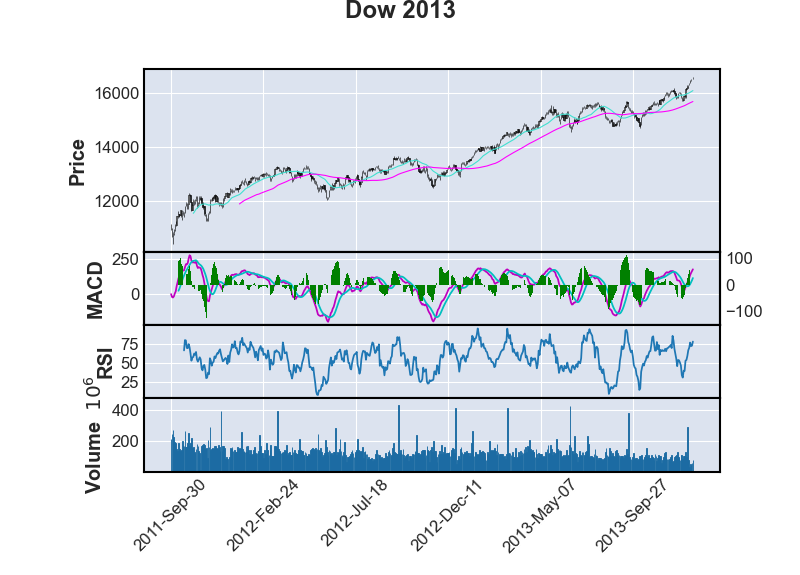 Dow 2013
Price
16000
14000
12000
MACD
250
0
100
0
−100
RSI
75
50
25
Volume 10^6
400
200
2011-Sep-30
2012-Feb-24
2012-Jul-18
2012-Dec-11
2013-May-07
2013-Sep-27